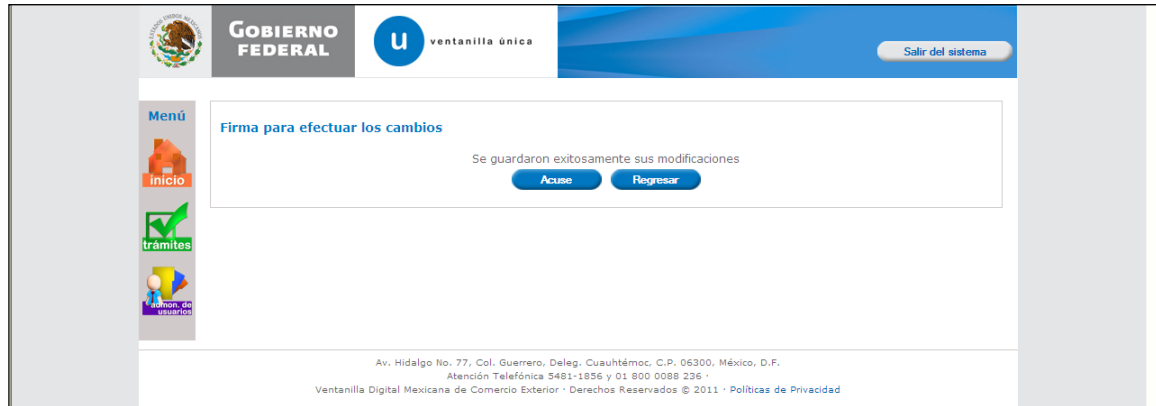 ESTADOS UNIDOS MEXICANOS
GOBIERNO
FEDERAL
u
ventanilla única
Salir del sistema
Menú
inicio
trámites
admon. de
usuarios
Firma para efectuar los cambios
Se guardaron exitosamente sus modificaciones
Acuse
Regresar
Av. Hidalgo No. 77, Col. Guerrero, Deleg. Cuauhtémoc, C.P. 06300, México, D.F.
Atención Telefónica 5481-1856 y 01 800 0088 236 ·
Ventanilla Digital Mexicana de Comercio Exterior · Derechos Reservados © 2011 · Políticas de Privacidad